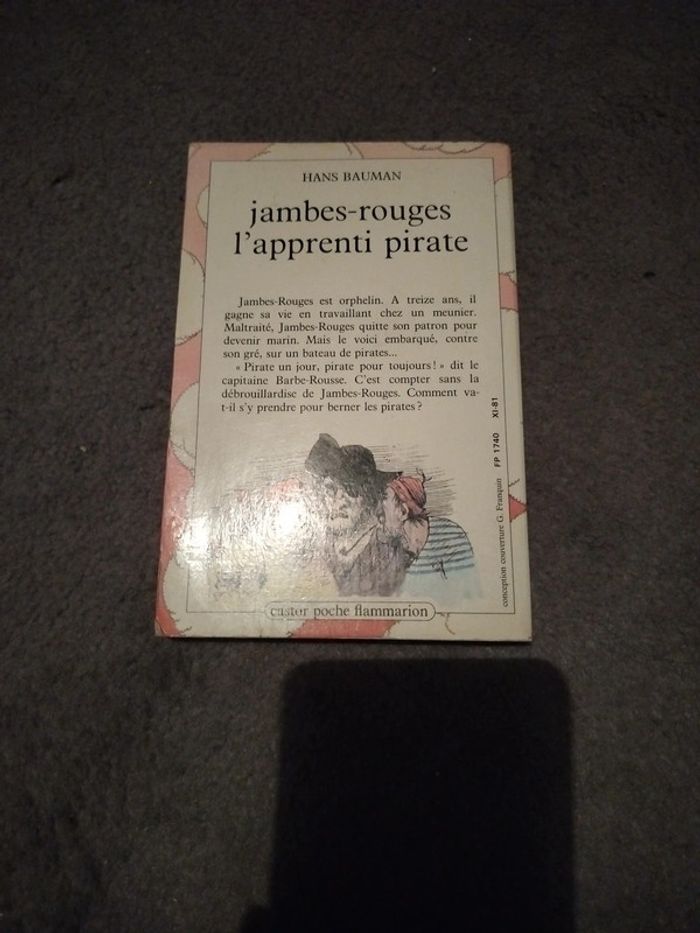 HANS BAUMAN
jambes-rouges
l'apprenti pirate
Jambes-Rouges est orphelin. A treize ans, il
gagne sa vie en travaillant chez un meunier.
Maltraité, Jambes-Rouges quitte son patron pour
devenir marin. Mais le voici embarqué, contre
son gré, sur un bateau de pirates...
« Pirate un jour, pirate pour toujours! » dit le
capitaine Barbe-Rousse. C'est compter sans la
débrouillardise de Jambes-Rouges. Comment va-
t-il s'y prendre pour berner les pirates ?
conception couverture G. Franquin FP 1740 XI-81
castor poche flammarion